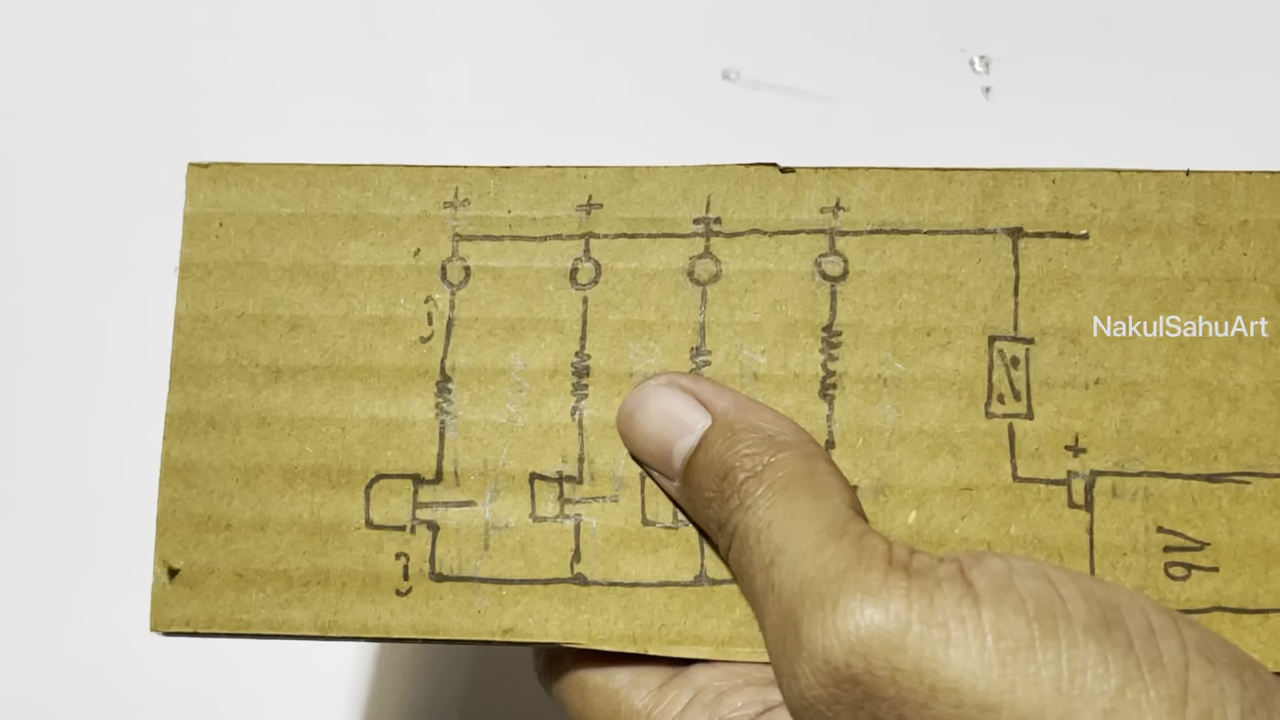 + + + +
(-)
NakulSahuArt
+
9V
(-)